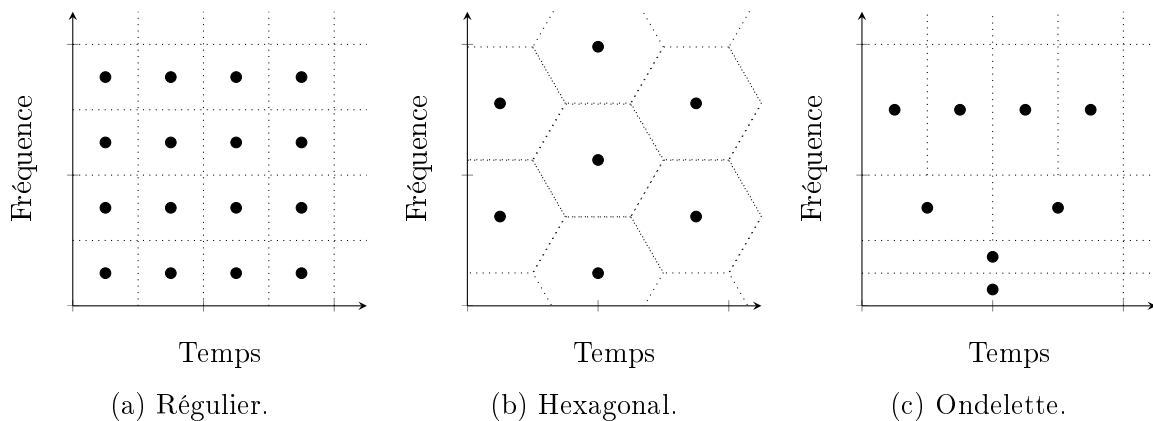 Fréquence
Temps
(a) Régulier.
Fréquence
Temps
(b) Hexagonal.
Fréquence
Temps
(c) Ondelette.